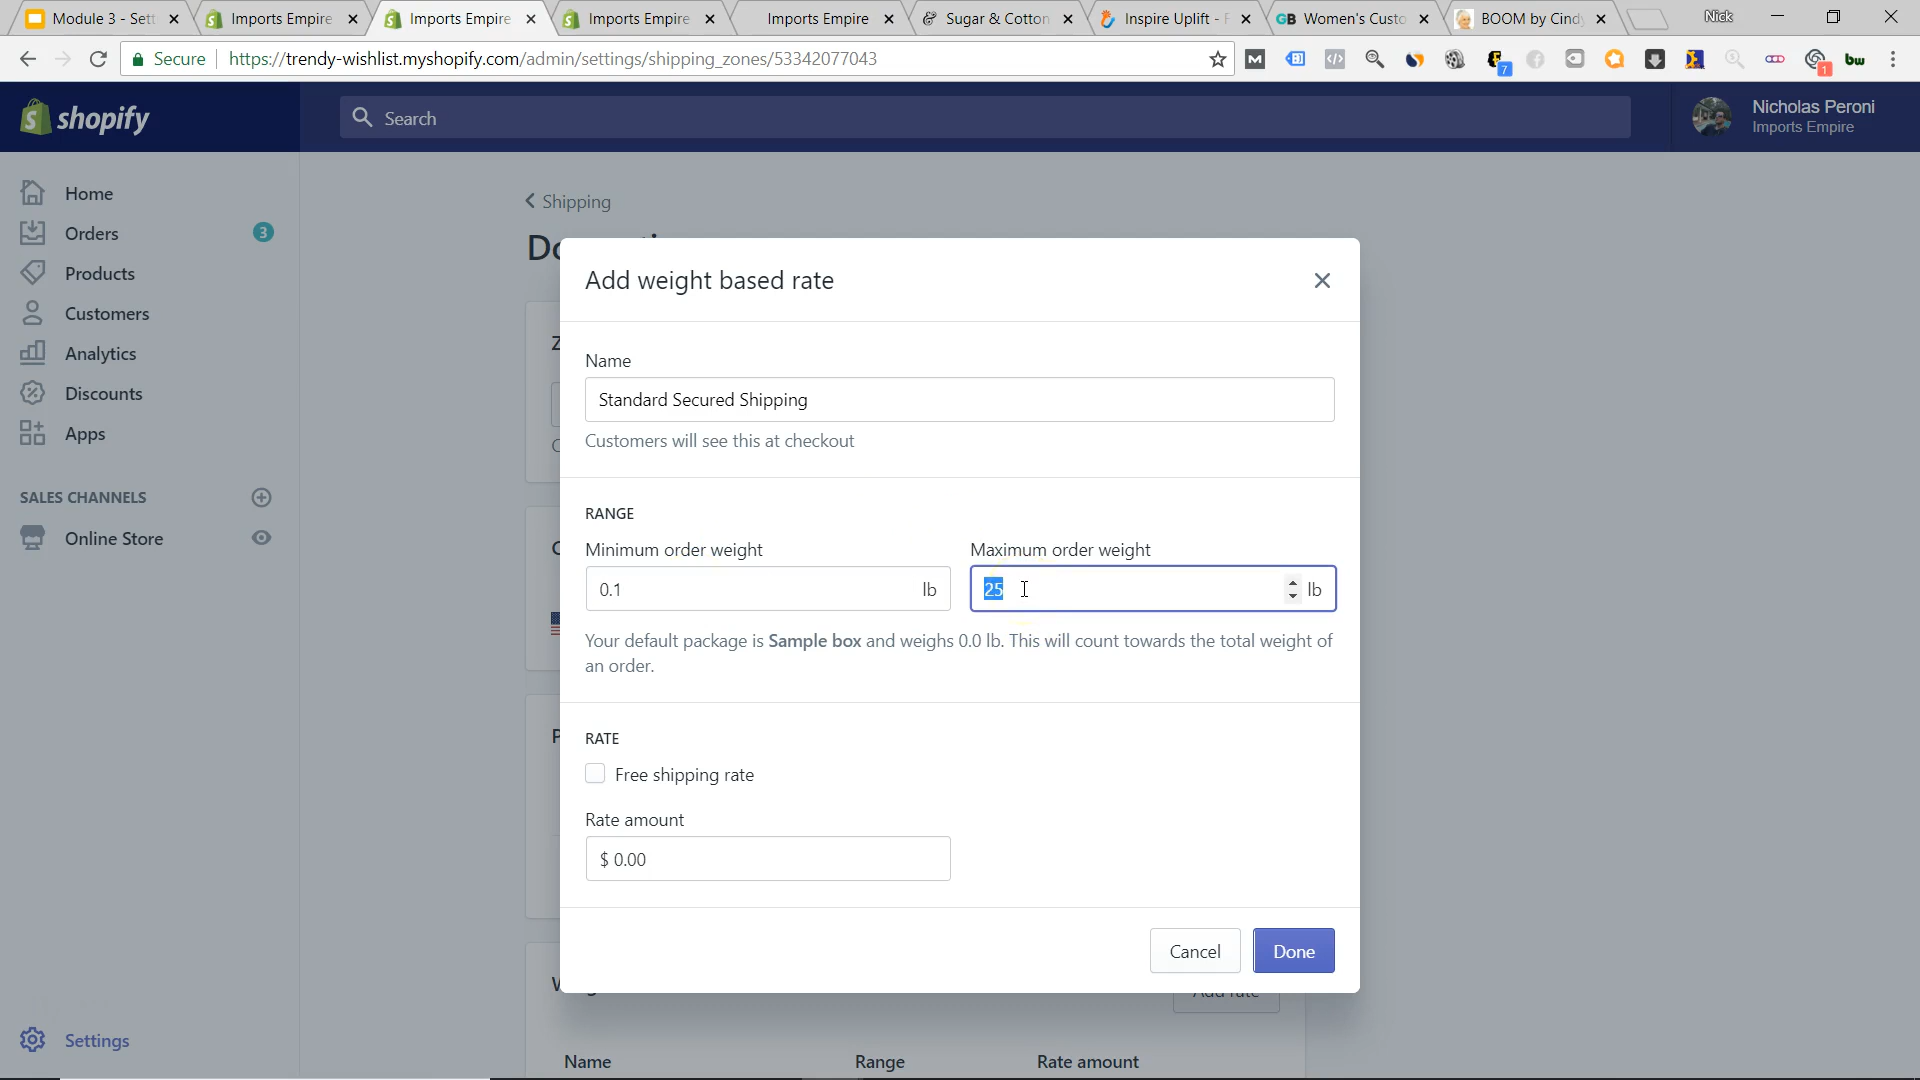 Module 3 - Sett
Imports Empire
Imports Empire
Imports Empire
Imports Empire
Sugar & Cotton
Inspire Uplift - F
GB Women's Custo
BOOM by Cind
Nick
Secure
https://trendy-wishlist.myshopify.com/admin/settings/shipping_zones/53342077043
M
7
1
bw
shopify
Search
Nicholas Peroni
Imports Empire
Home
Orders
3
Products
Customers
Analytics
Discounts
Apps
SALES CHANNELS
Online Store
Settings
Shipping
Add weight based rate
Name
Standard Secured Shipping
Customers will see this at checkout
RANGE
Minimum order weight
Maximum order weight
0.1 lb
25 lb
Your default package is Sample box and weighs 0.0 lb. This will count towards the total weight of
an order.
RATE
Free shipping rate
Rate amount
$ 0.00
Cancel
Done
Add rate
Name
Range
Rate amount